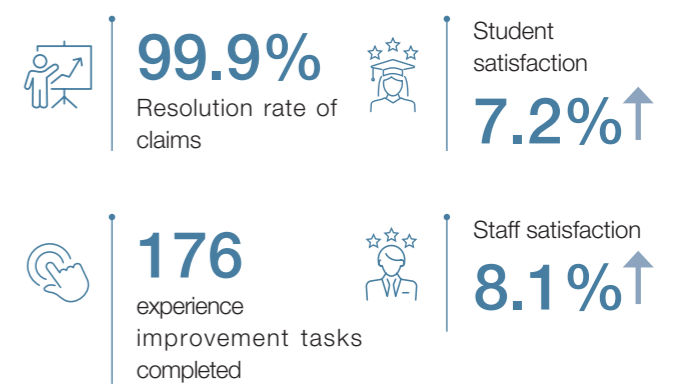 99.9%
Resolution rate of
claims
Student
satisfaction
7.2%
176
experience
improvement tasks
completed
Staff satisfaction
8.1%